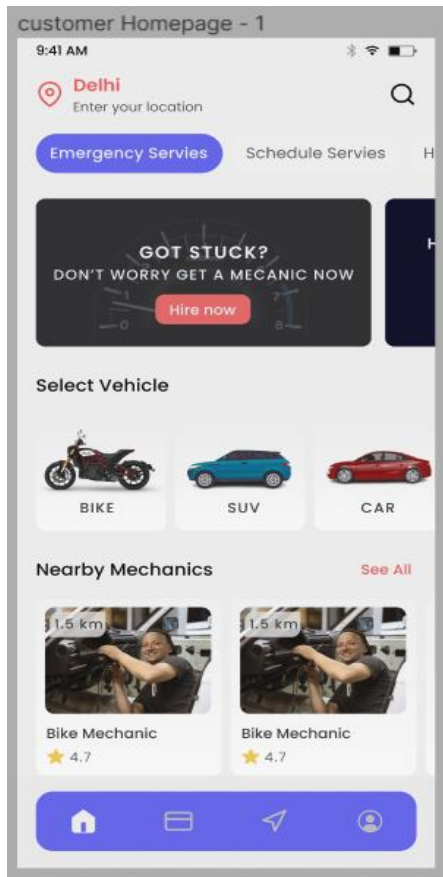 customer Homepage - 1
9:41 AM
Delhi
Enter your location
Emergency Servies
Schedule Servies
H
GOT STUCK?
DON'T WORRY GET A MECANIC NOW
Hire now
H
Select Vehicle
BIKE
SUV
CAR
Nearby Mechanics
See All
1.5 km
1.5 km
Bike Mechanic
Bike Mechanic
4.7
4.7